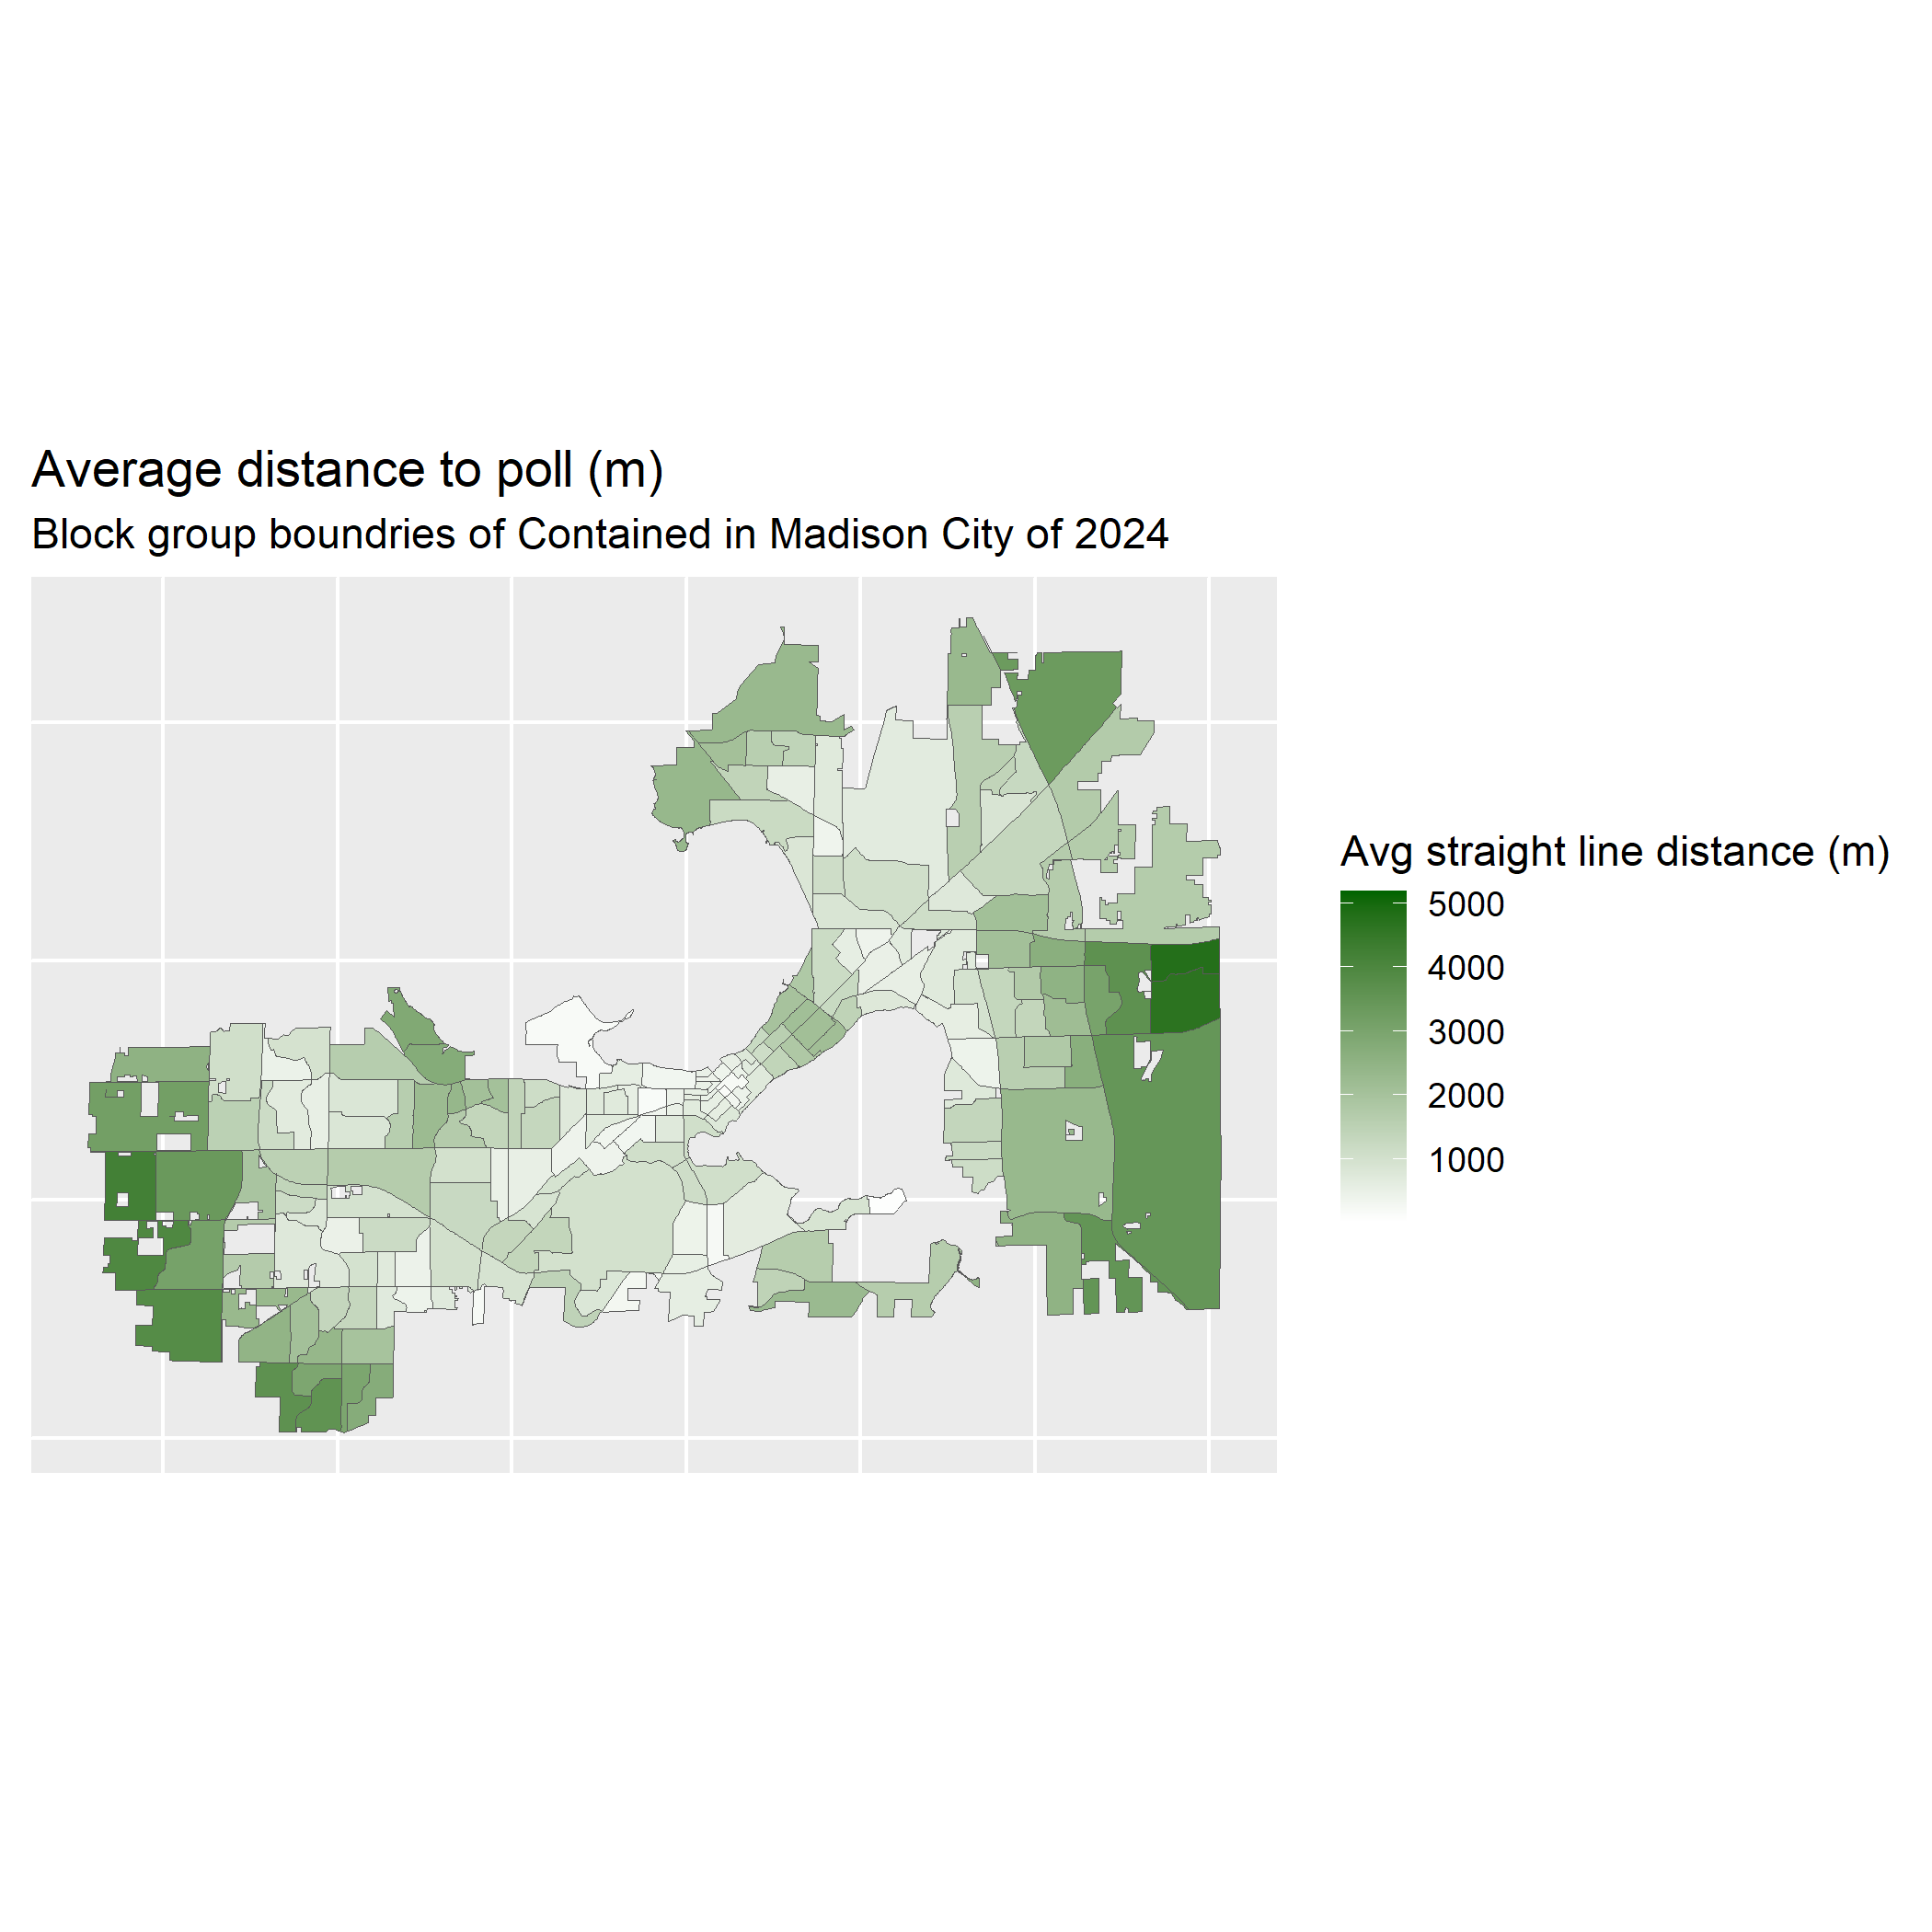 Average distance to poll (m)
Block group boundries of Contained in Madison City of 2024
Avg straight line distance (m)
5000
4000
3000
2000
1000